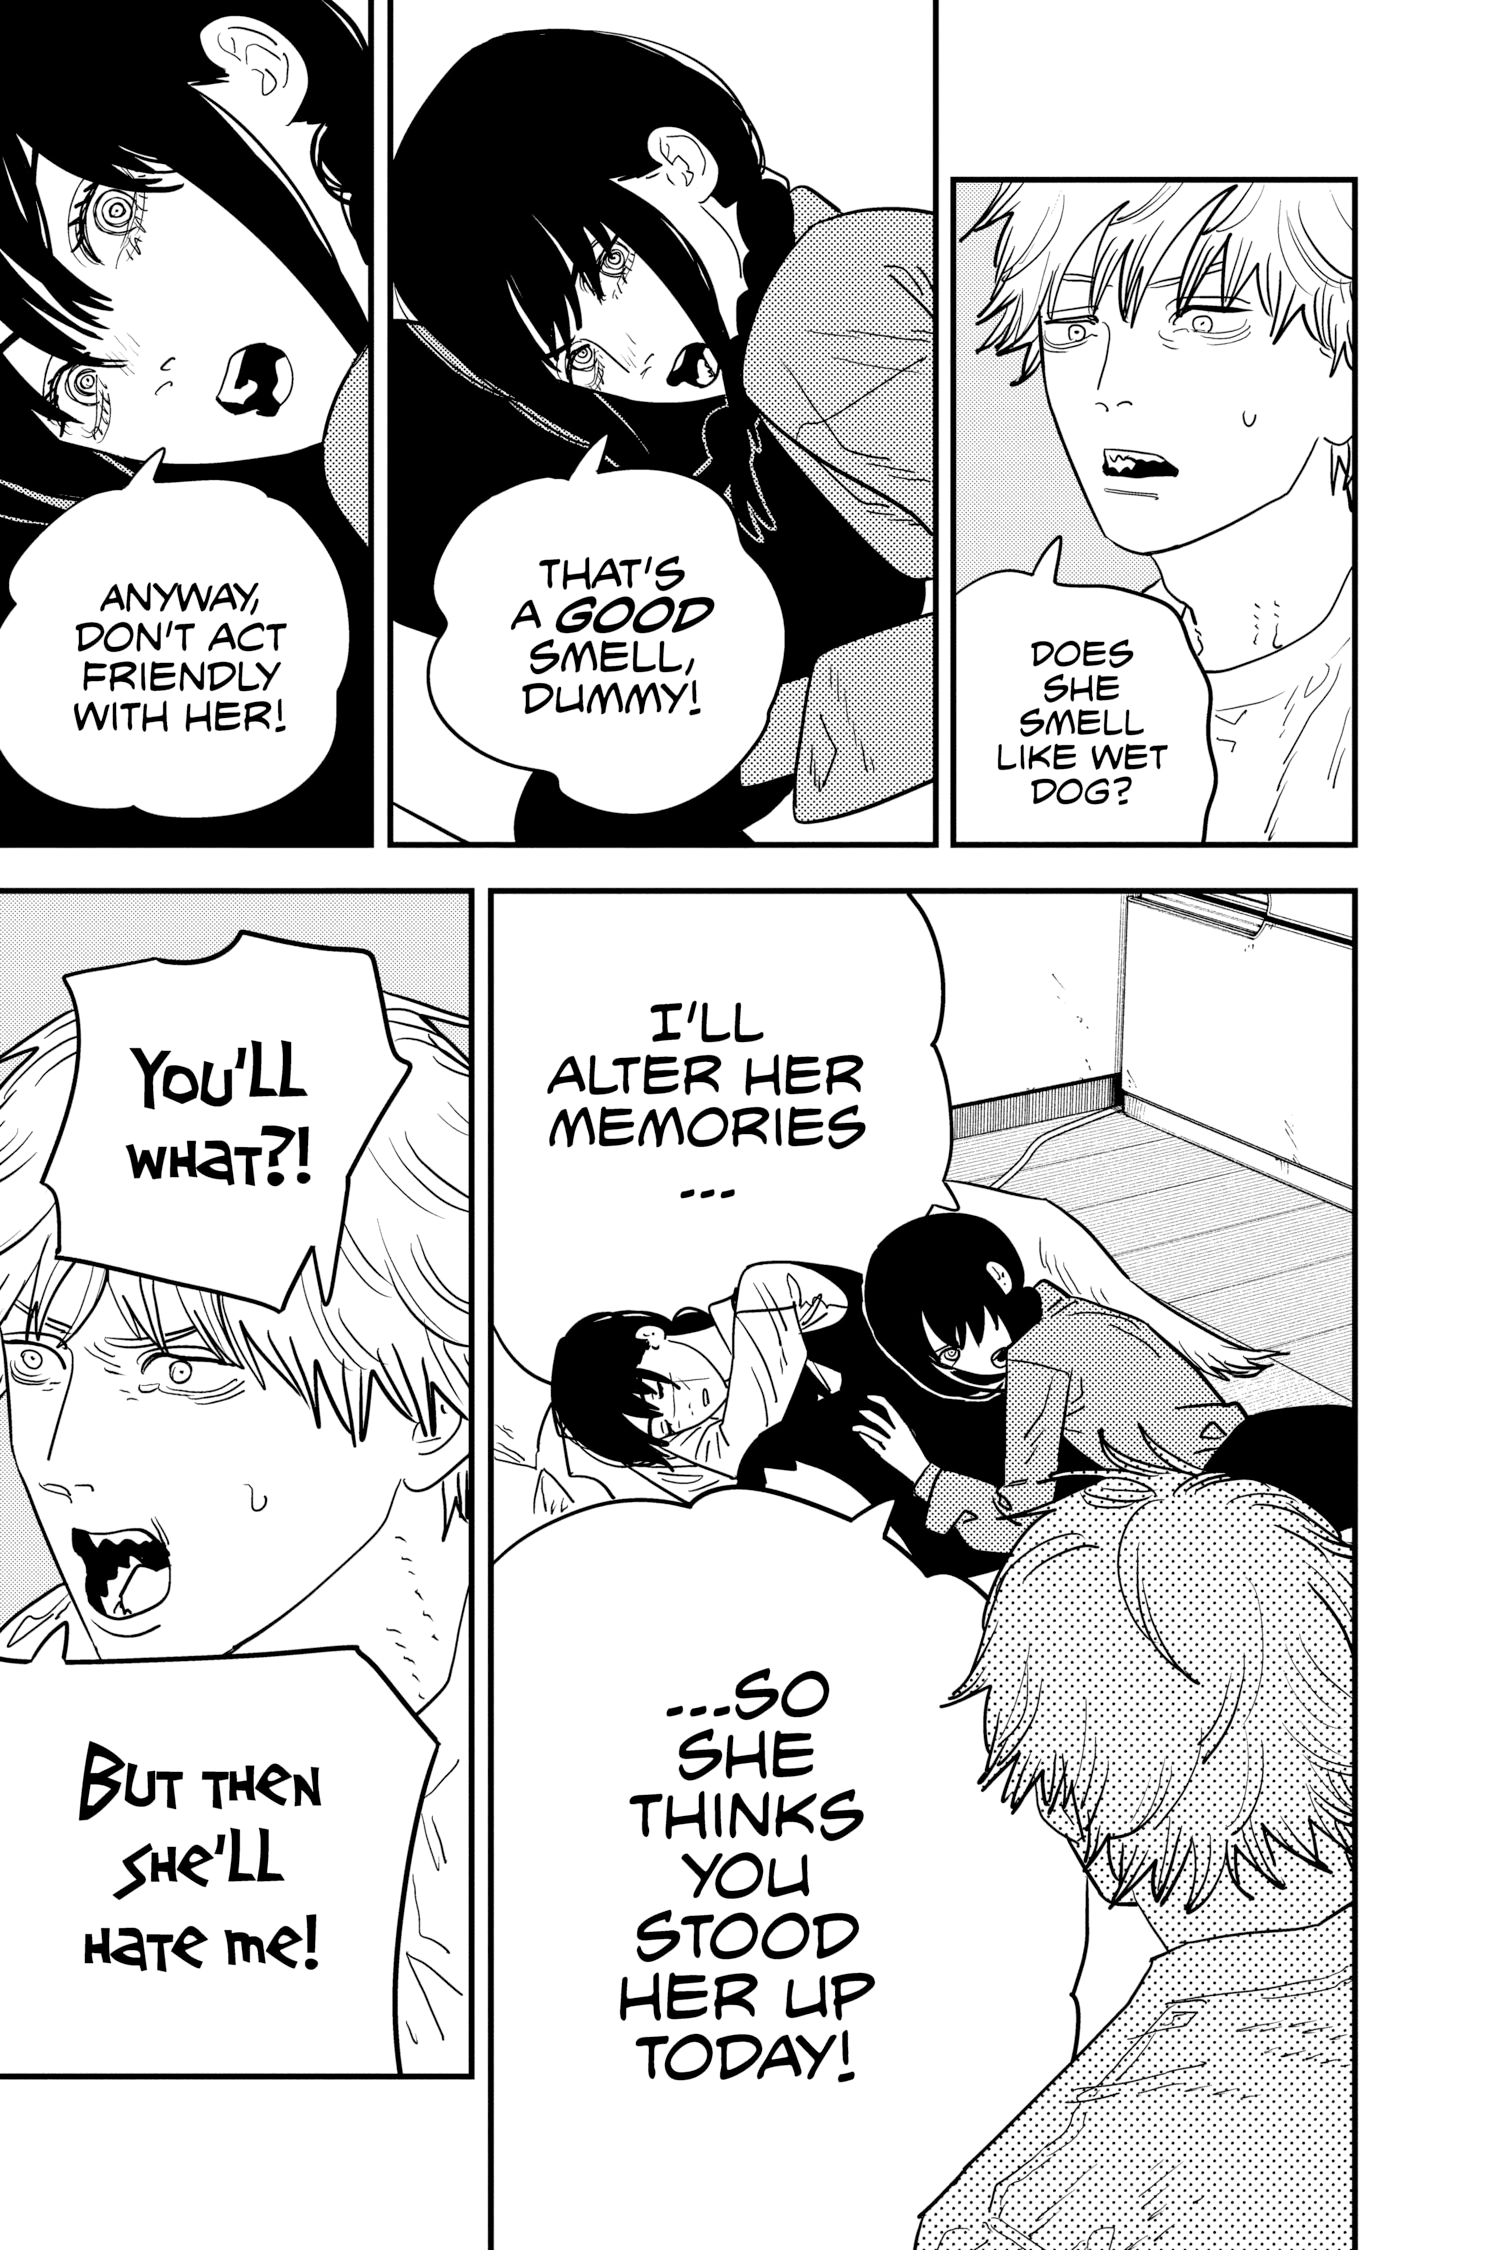 DOES
SHE
SMELL
LIKE WET
DOG?
THAT'S
A GOOD
SMELL,
DUMMY!
ANYWAY,
DON'T ACT
FRIENDLY
WITH HER!
I'LL
ALTER HER
MEMORIES
...
...SO
SHE
THINKS
YOU
STOOD
HER UP
TODAY!
YOU'LL
WHAT?!
BUT THEN
SHE'LL
HATE ME!